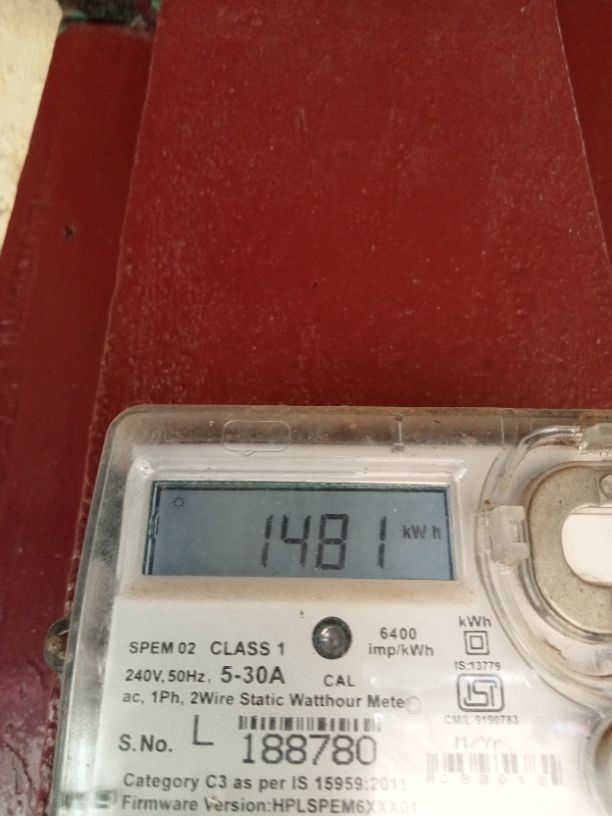 1481 kWh
SPEM 02 CLASS 1
6400 imp/kWh
kWh
240V, 50Hz, 5-30A
CAL
IS:13779
ac, 1Ph, 2Wire Static Watthour Mete
CM/L-9190783
S.No. L 188780
M/Yr.
Category C3 as per IS 15959:2011
Firmware Version:HPLSPEM6XXX01